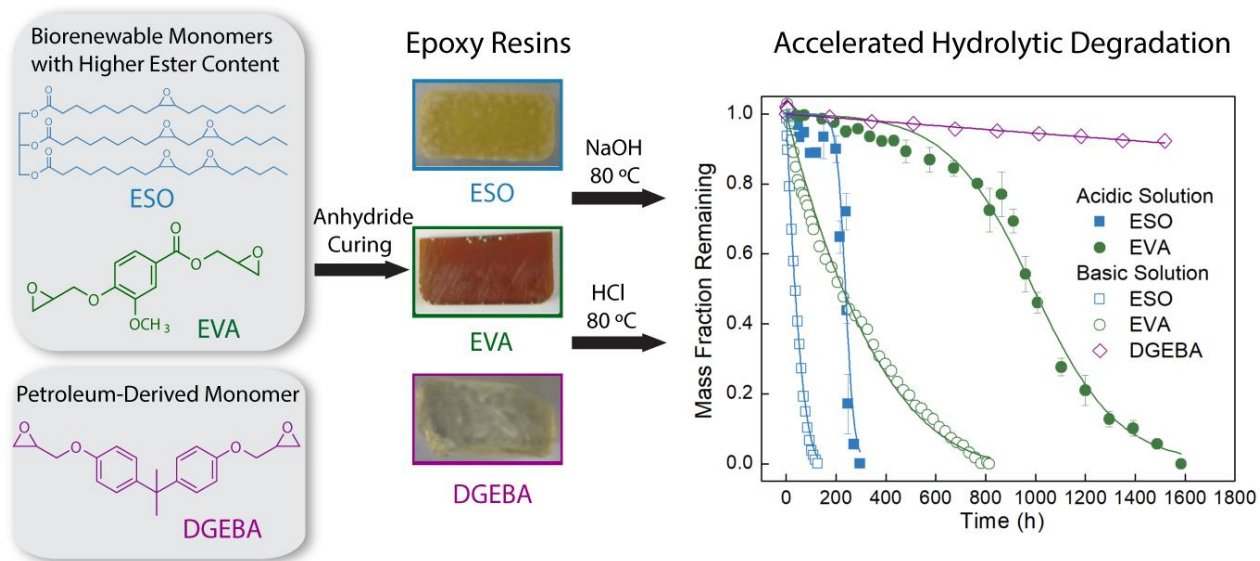 Biorenewable Monomers
with Higher Ester Content
O
O
O
O
O
O
O
O
O
O
O
ESO
O
O
O
O
O
OCH3
EVA
Petroleum-Derived Monomer
O
O
O
O
DGEBA
Anhydride
Curing
Epoxy Resins
ESO
EVA
DGEBA
NaOH
80 ºC
HCl
80 ºC
Accelerated Hydrolytic Degradation
Mass Fraction Remaining
1.0
0.8
0.6
0.4
0.2
0.0
Acidic Solution
ESO
EVA
Basic Solution
ESO
EVA
DGEBA
0 200 400 600 800 1000 1200 1400 1600 1800
Time (h)